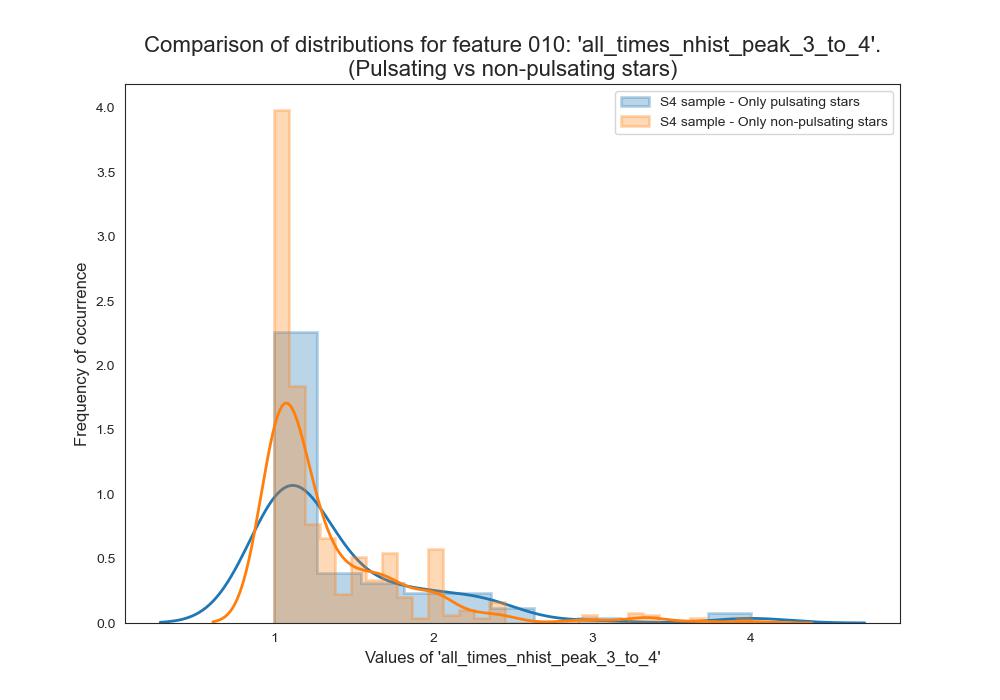 Comparison of distributions for feature 010: 'all_times_nhist_peak_3_to_4'.
(Pulsating vs non-pulsating stars)
S4 sample - Only pulsating stars
S4 sample - Only non-pulsating stars
Frequency of occurrence
4.0
3.5
3.0
2.5
2.0
1.5
1.0
0.5
0.0
1
2
3
4
Values of 'all_times_nhist_peak_3_to_4'